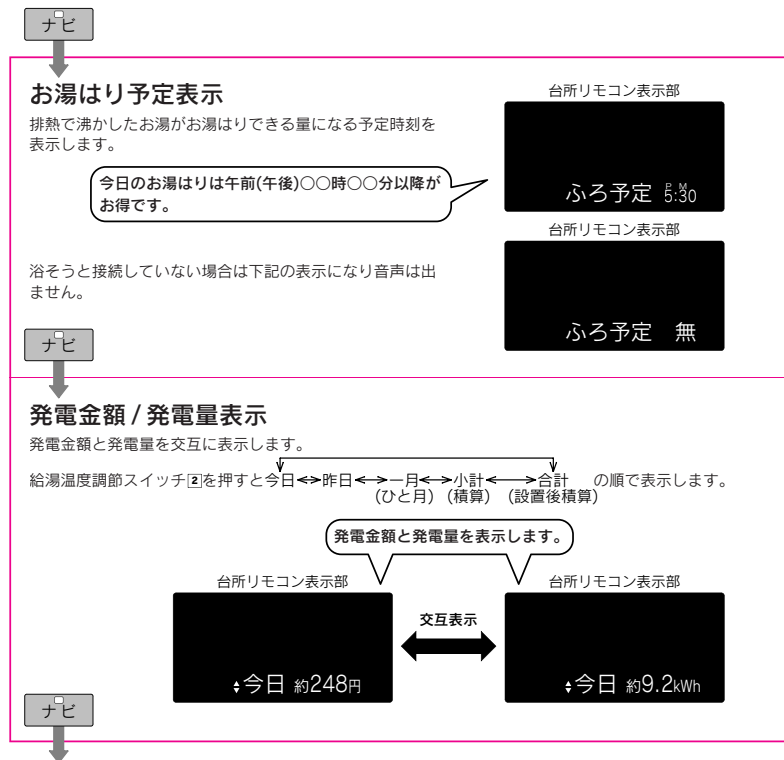 ナビ
お湯はり予定表示
排熱で沸かしたお湯がお湯はりできる量になる予定時刻を
表示します。
今日のお湯はりは午前(午後)○○時○○分以降が
お得です。
台所リモコン表示部
ふろ予定 PM 5:30
浴そうと接続していない場合は下記の表示になり音声は出
ません。
台所リモコン表示部
ふろ予定 無
ナビ
発電金額 / 発電量表示
発電金額と発電量を交互に表示します。
給湯温度調節スイッチ2を押すと今日↔昨日↔一月↔小計↔合計 の順で表示します。
(ひと月) (積算) (設置後積算)
発電金額と発電量を表示します。
台所リモコン表示部
今日 約248円
交互表示
台所リモコン表示部
今日 約9.2kWh
ナビ